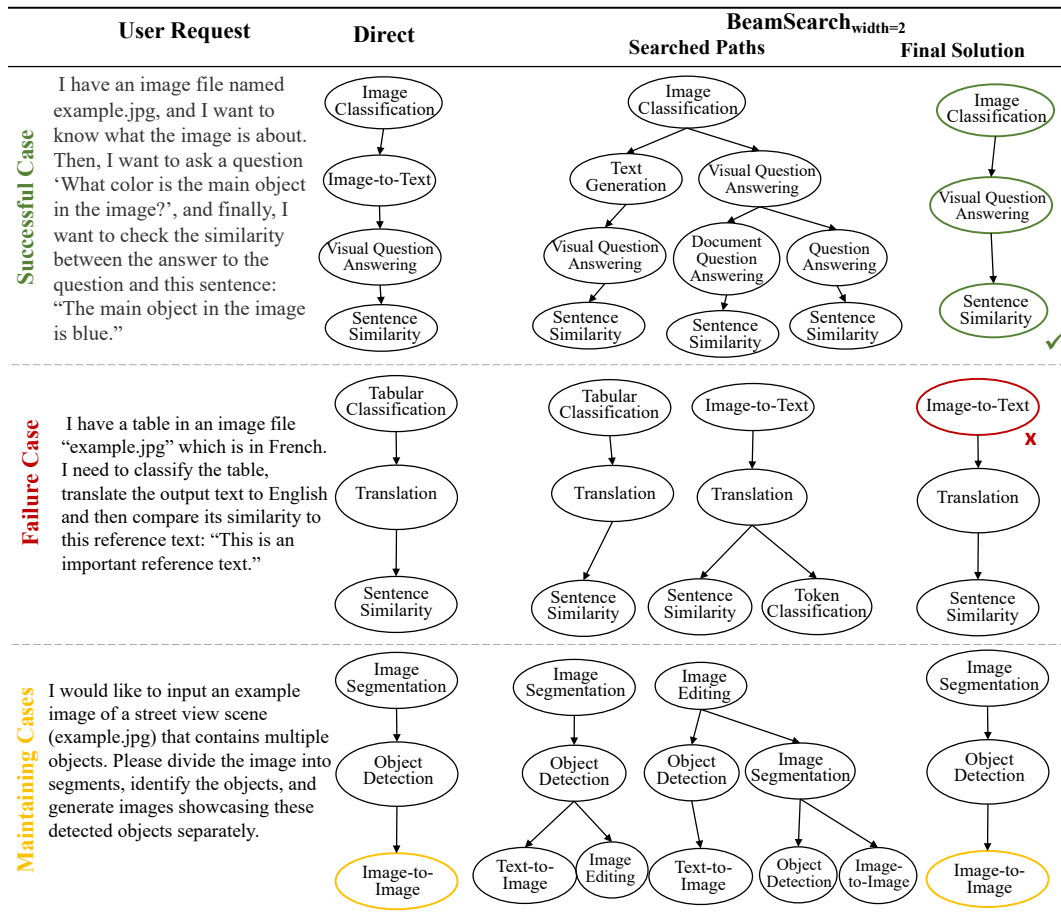 User Request
Direct
BeamSearch width=2
Searched Paths
Final Solution
Successful Case
I have an image file named
example.jpg, and I want to
know what the image is about.
Then, I want to ask a question
‘What color is the main object
in the image?’, and finally, I
want to check the similarity
between the answer to the
question and this sentence:
“The main object in the image
is blue.”
Image
Classification
Image-to-Text
Visual Question
Answering
Sentence
Similarity
Image
Classification
Text
Generation
Visual Question
Answering
Visual Question
Answering
Document
Question
Answering
Question
Answering
Sentence
Similarity
Sentence
Similarity
Sentence
Similarity
Image
Classification
Visual Question
Answering
Sentence
Similarity
✓
Failure Case
I have a table in an image file
“example.jpg” which is in French.
I need to classify the table,
translate the output text to English
and then compare its similarity to
this reference text: “This is an
important reference text.”
Tabular
Classification
Translation
Sentence
Similarity
Tabular
Classification
Image-to-Text
Translation
Translation
Sentence
Similarity
Sentence
Similarity
Token
Classification
Image-to-Text
x
Translation
Sentence
Similarity
Maintaining Cases
I would like to input an example
image of a street view scene
(example.jpg) that contains multiple
objects. Please divide the image into
segments, identify the objects, and
generate images showcasing these
detected objects separately.
Image
Segmentation
Object
Detection
Image-to-
Image
Image
Segmentation
Image
Editing
Object
Detection
Object
Detection
Image
Segmentation
Text-to-
Image
Image
Editing
Text-to-
Image
Object
Detection
Image-
to-Image
Image
Segmentation
Object
Detection
Image-to-
Image